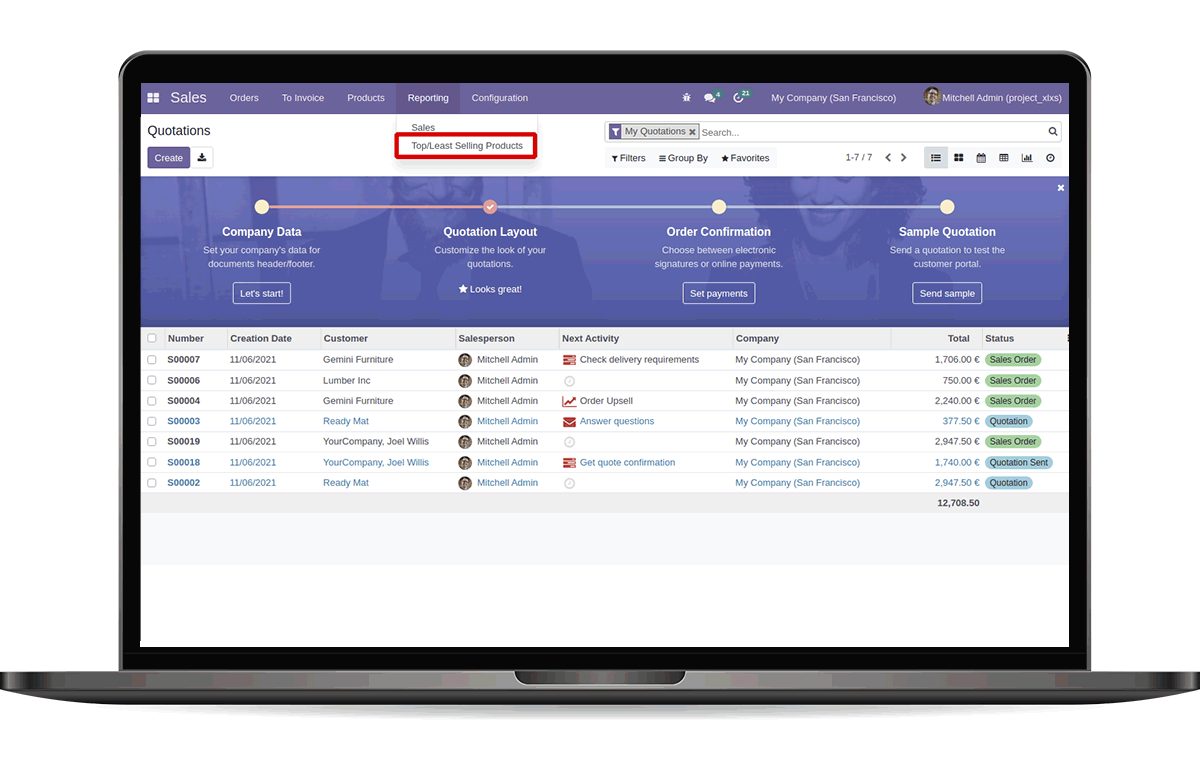 Sales Orders To Invoice Products Reporting Configuration 4 21 My Company (San Francisco) Mitchell Admin (project_xlxs)
Quotations
Sales
My Quotations Search...
Create
Top/Least Selling Products
Filters Group By Favorites 1-7 / 7
Company Data Quotation Layout Order Confirmation Sample Quotation
Set your company's data for Customize the look of your Choose between electronic Send a quotation to test the
documents header/footer. quotations. signatures or online payments. customer portal.
Let's start! Looks great! Set payments Send sample
Number Creation Date Customer Salesperson Next Activity Company Total Status
S00007 11/06/2021 Gemini Furniture Mitchell Admin Check delivery requirements My Company (San Francisco) 1,706.00 € Sales Order
S00006 11/06/2021 Lumber Inc Mitchell Admin My Company (San Francisco) 750.00 € Sales Order
S00004 11/06/2021 Gemini Furniture Mitchell Admin Order Upsell My Company (San Francisco) 2,240.00 € Sales Order
S00003 11/06/2021 Ready Mat Mitchell Admin Answer questions My Company (San Francisco) 377.50 € Quotation
S00019 11/06/2021 YourCompany, Joel Willis Mitchell Admin My Company (San Francisco) 2,947.50 € Sales Order
S00018 11/06/2021 YourCompany, Joel Willis Mitchell Admin Get quote confirmation My Company (San Francisco) 1,740.00 € Quotation Sent
S00002 11/06/2021 Ready Mat Mitchell Admin My Company (San Francisco) 2,947.50 € Quotation
12,708.50